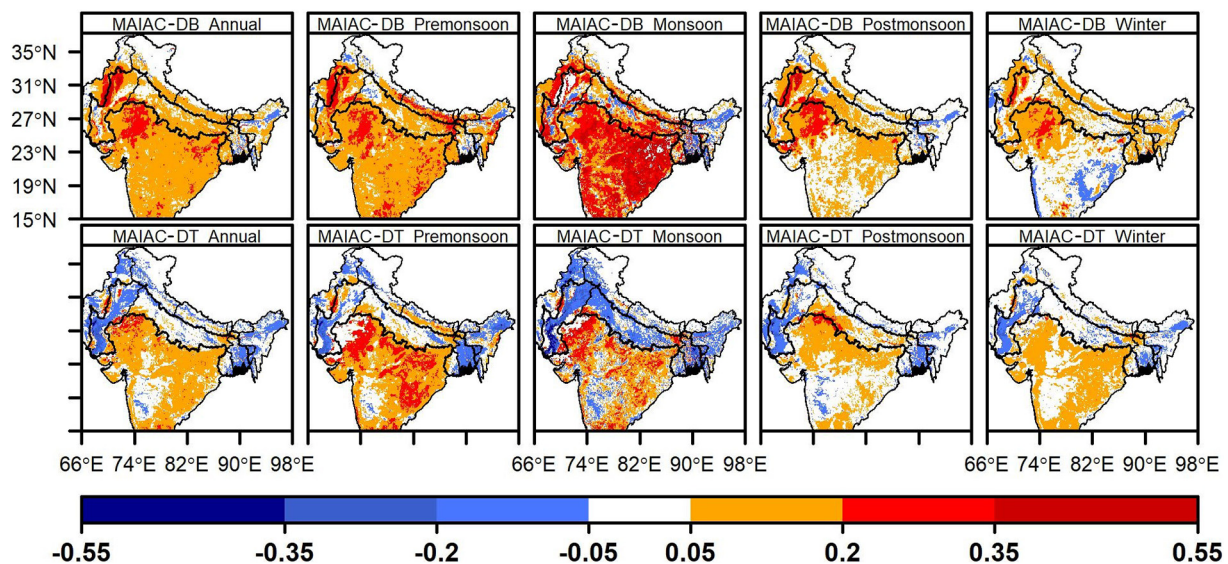 MAIAC-DB Annual MAIAC-DB Premonsoon MAIAC-DB Monsoon MAIAC-DB Postmonsoon MAIAC-DB Winter
35°N
31°N
27°N
23°N
19°N
15°N
MAIAC-DT Annual MAIAC-DT Premonsoon MAIAC-DT Monsoon MAIAC-DT Postmonsoon MAIAC-DT Winter
66°E 74°E 82°E 90°E 98°E 66°E 74°E 82°E 90°E 98°E 66°E 74°E 82°E 90°E 98°E
-0.55 -0.35 -0.2 -0.05 0.05 0.2 0.35 0.55